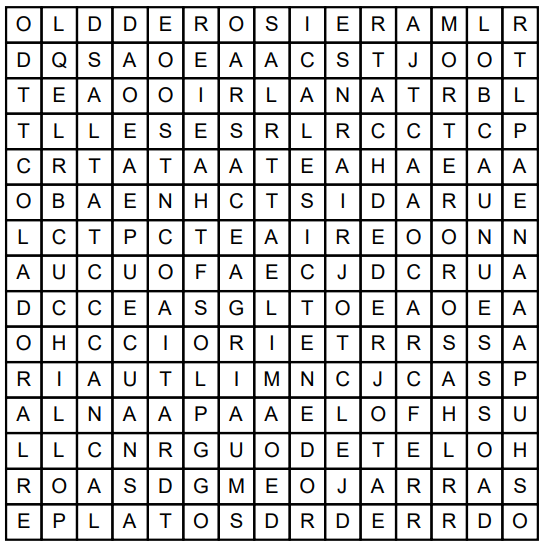 O L D D E R O S I E R A M L R
D Q S A O E A A C S T J O O T
T E A O O I R L A N A T R B L
T L L E S E S R L R C C T C P
C R T A T A A T E A H A E A A
O B A E N H C T S I D A R U E
L C T P C T E A I R E O O N N
A U C U O F A E C J D C R U A
D C C E A S G L T O E A O E A
O H C C I O R I E T R R S S A
R I A U T L I M N C J C A S P
A L N A A P A A E L O F H S U
L L C N R G U O D E T E L O H
R O A S D G M E O J A R R A S
E P L A T O S D R D E R R D O